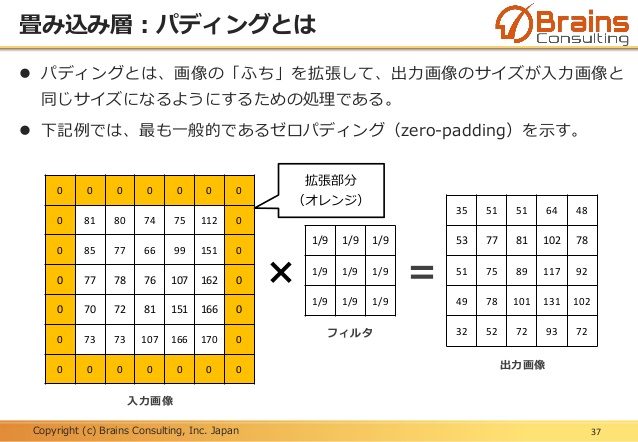 畳み込み層：パディングとは
Brains
Consulting
● パディングとは、画像の「ふち」を拡張して、出力画像のサイズが入力画像と
同じサイズになるようにするための処理である。
● 下記例では、最も一般的であるゼロパディング（zero-padding）を示す。
拡張部分
（オレンジ）
0 0 0 0 0 0 0
0 81 80 74 75 112 0
0 85 77 66 99 151 0
0 77 78 76 107 162 0
0 70 72 81 151 166 0
0 73 73 107 166 170 0
0 0 0 0 0 0 0
入力画像
×
1/9 1/9 1/9
1/9 1/9 1/9
1/9 1/9 1/9
フィルタ
＝
35 51 51 64 48
53 77 81 102 78
51 75 89 117 92
49 78 101 131 102
32 52 72 93 72
出力画像
Copyright (c) Brains Consulting, Inc. Japan
37